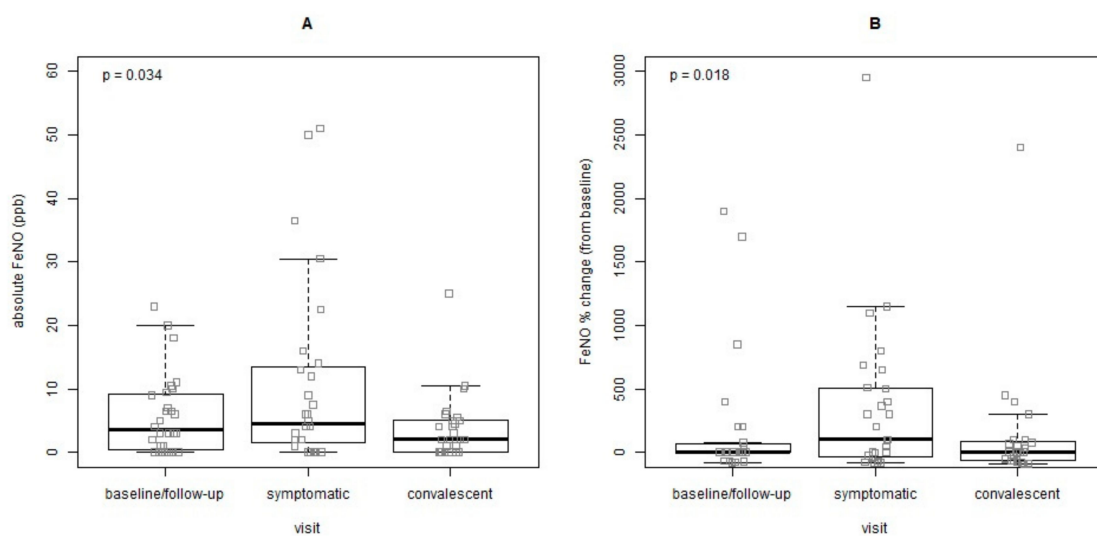 A
p = 0.034
absolute FeNO (ppb)
60
50
40
30
20
10
0
baseline/follow-up symptomatic convalescent
visit
B
p = 0.018
FeNO % change (from baseline)
3000
2500
2000
1500
1000
500
0
baseline/follow-up symptomatic convalescent
visit